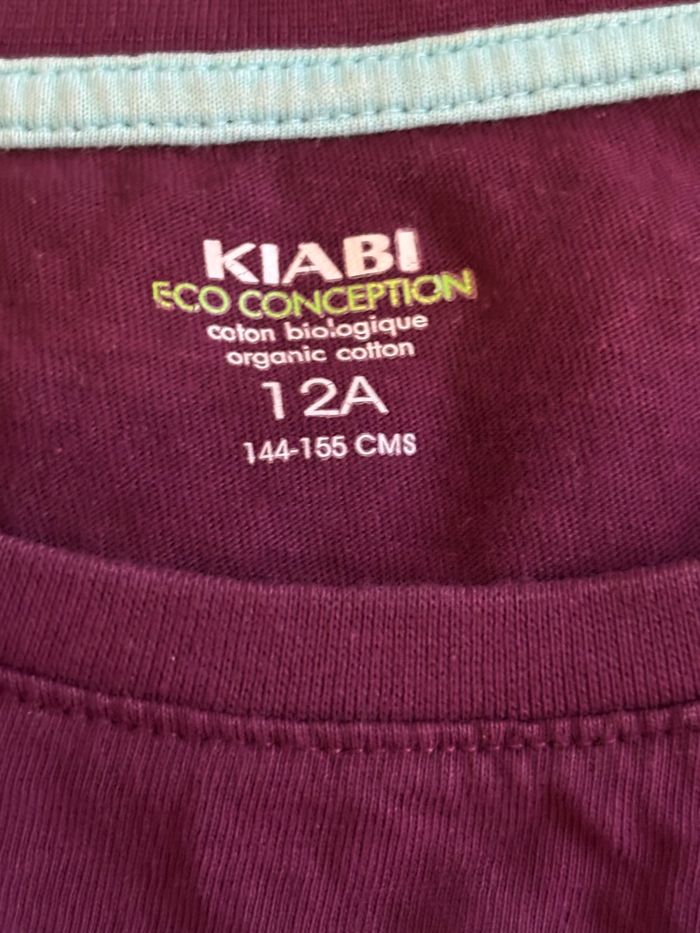 KIABI
ECO CONCEPTION
coton biologique
organic cotton
12A
144-155 CMS